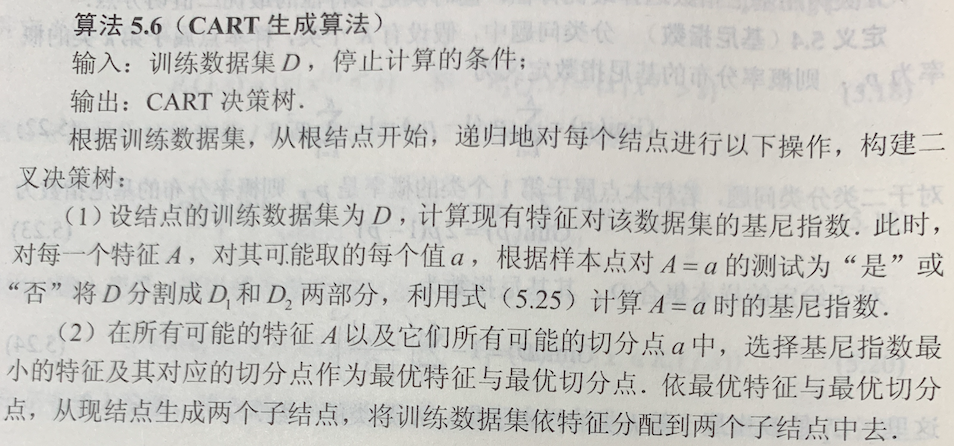 算法 5.6（CART 生成算法）
输入：训练数据集 D，停止计算的条件；
输出：CART 决策树.
根据训练数据集，从根结点开始，递归地对每个结点进行以下操作，构建二
叉决策树：
（1）设结点的训练数据集为 D，计算现有特征对该数据集的基尼指数. 此时，
对每一个特征 A，对其可能取的每个值 a，根据样本点对 A = a 的测试为“是”或
“否”将 D 分割成 D₁ 和 D₂ 两部分，利用式（5.25）计算 A = a 时的基尼指数.
（2）在所有可能的特征 A 以及它们所有可能的切分点 a 中，选择基尼指数最
小的特征及其对应的切分点作为最优特征与最优切分点. 依最优特征与最优切分
点，从现结点生成两个子结点，将训练数据集依特征分配到两个子结点中去.